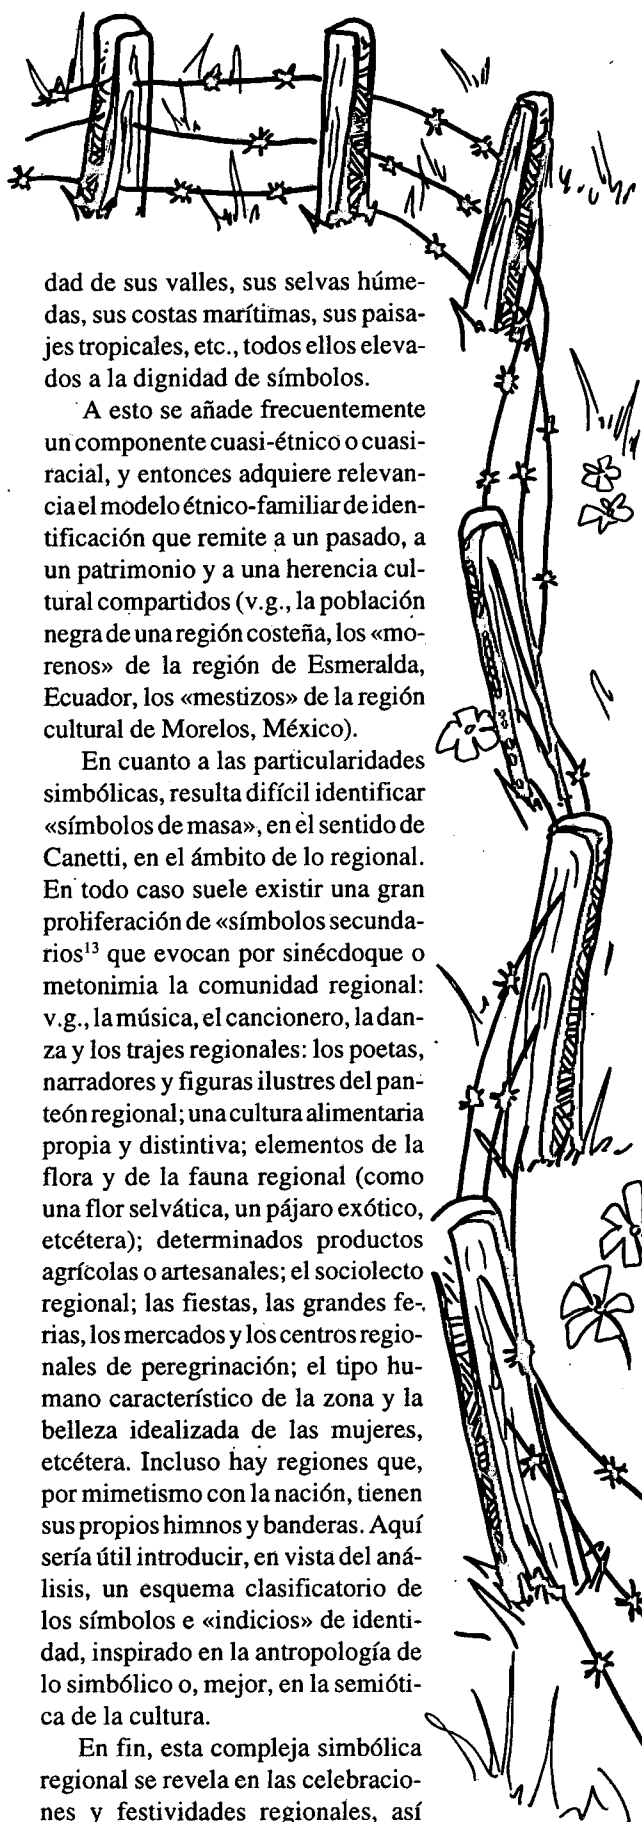 dad de sus valles, sus selvas húme-
das, sus costas marítimas, sus paisa-
jes tropicales, etc., todos ellos eleva-
dos a la dignidad de símbolos.
A esto se añade frecuentemente
un componente cuasi-étnico o cuasi-
racial, y entonces adquiere relevan-
cia el modelo étnico-familiar de iden-
tificación que remite a un pasado, a
un patrimonio y a una herencia cul-
tural compartidos (v.g., la población
negra de una región costeña, los «mo-
renos» de la región de Esmeralda,
Ecuador, los «mestizos» de la región
cultural de Morelos, México).
En cuanto a las particularidades
simbólicas, resulta difícil identificar
«símbolos de masa», en el sentido de
Canetti, en el ámbito de lo regional.
En todo caso suele existir una gran
proliferación de «símbolos secunda-
rios¹³ que evocan por sinécdoque o
metonimia la comunidad regional:
v.g., la música, el cancionero, la dan-
za y los trajes regionales: los poetas,
narradores y figuras ilustres del pan-
teón regional; una cultura alimentaria
propia y distintiva; elementos de la
flora y de la fauna regional (como
una flor selvática, un pájaro exótico,
etcétera); determinados productos
agrícolas o artesanales; el sociolecto
regional; las fiestas, las grandes fe-
rias, los mercados y los centros regio-
nales de peregrinación; el tipo hu-
mano característico de la zona y la
belleza idealizada de las mujeres,
etcétera. Incluso hay regiones que,
por mimetismo con la nación, tienen
sus propios himnos y banderas. Aquí
sería útil introducir, en vista del aná-
lisis, un esquema clasificatorio de
los símbolos e «indicios» de identi-
dad, inspirado en la antropología de
lo simbólico o, mejor, en la semióti-
ca de la cultura.
En fin, esta compleja simbólica
regional se revela en las celebracio-
nes y festividades regionales, así